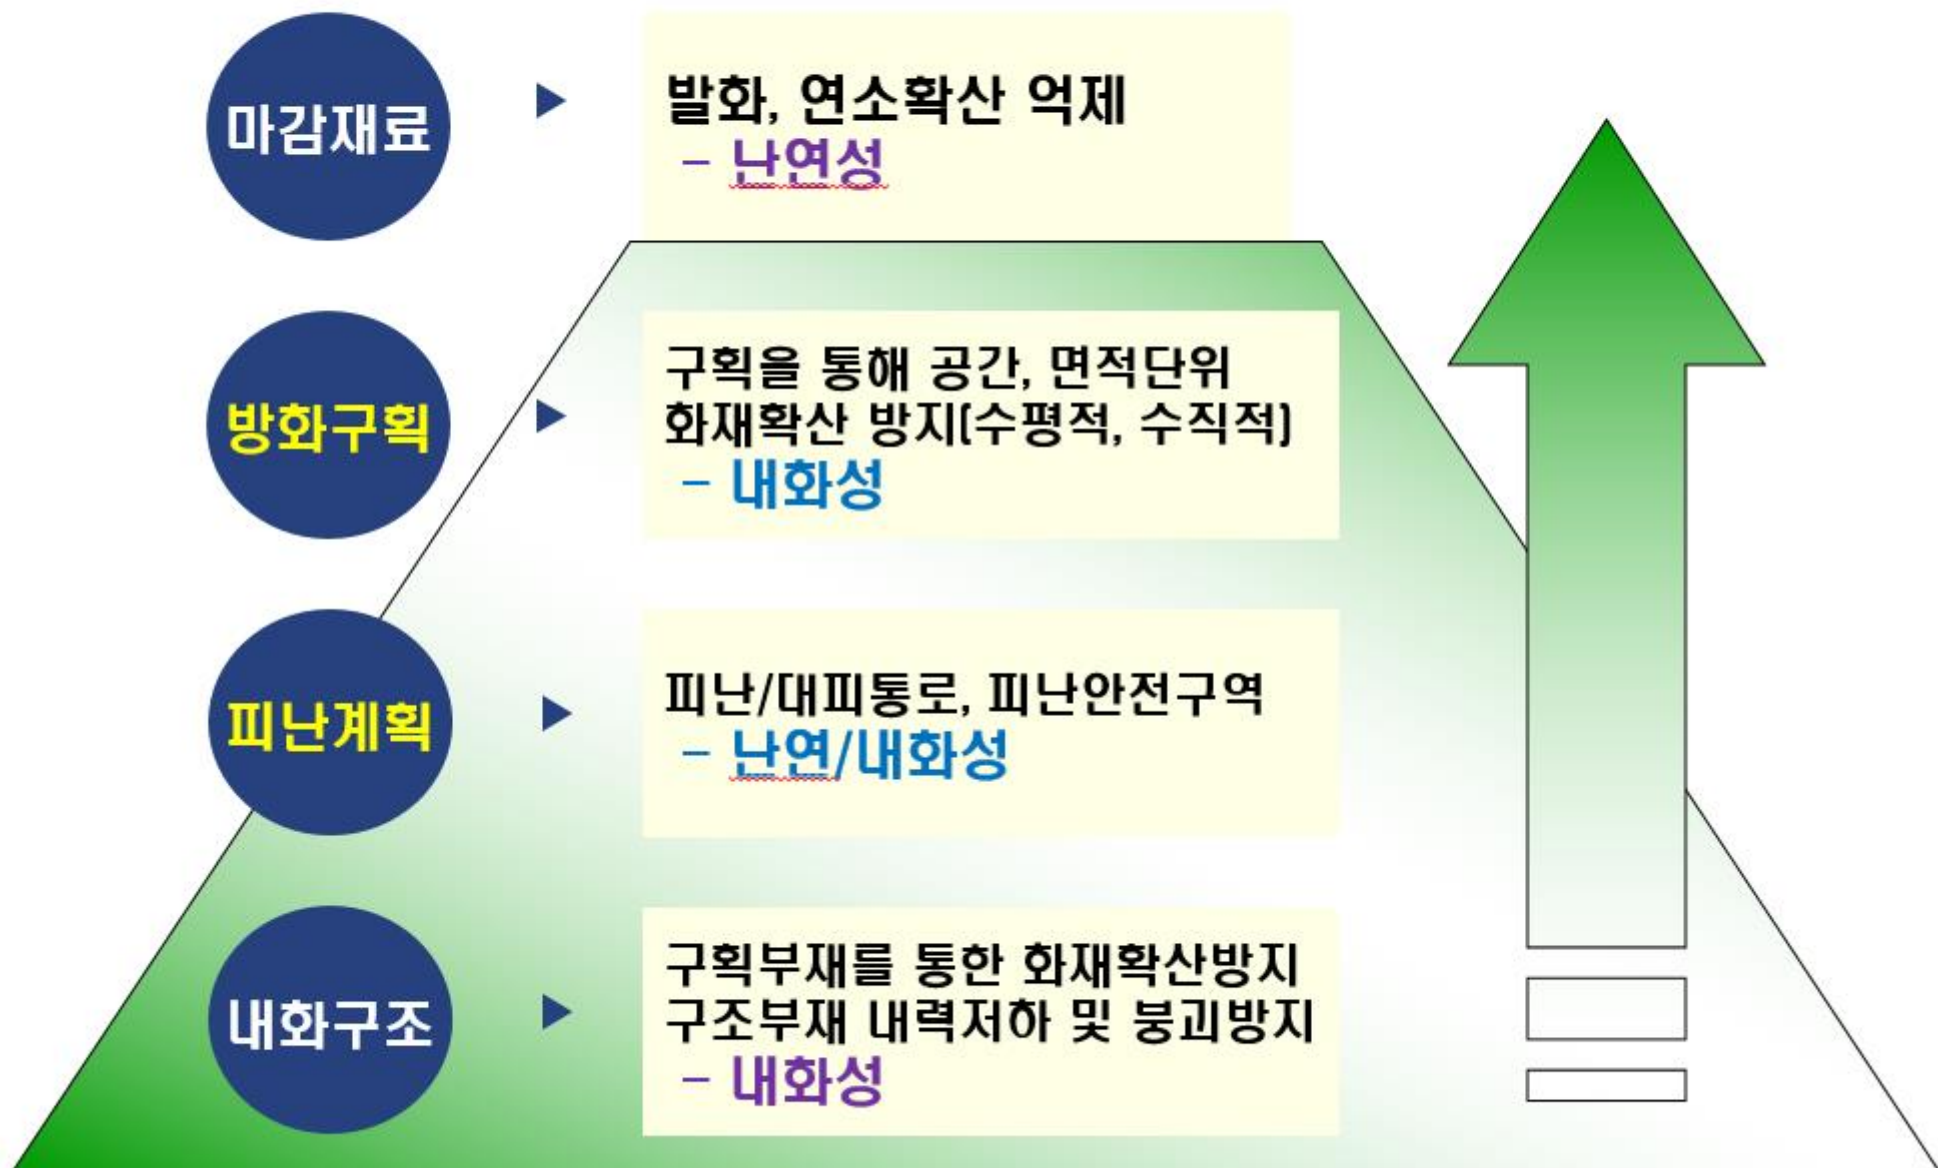 마감재료
발화, 연소확산 억제
- 난연성
방화구획
구획을 통해 공간, 면적단위
화재확산 방지(수평적, 수직적)
- 내화성
피난계획
피난/대피통로, 피난안전구역
- 난연/내화성
내화구조
구획부재를 통한 화재확산방지
구조부재 내력저하 및 붕괴방지
- 내화성